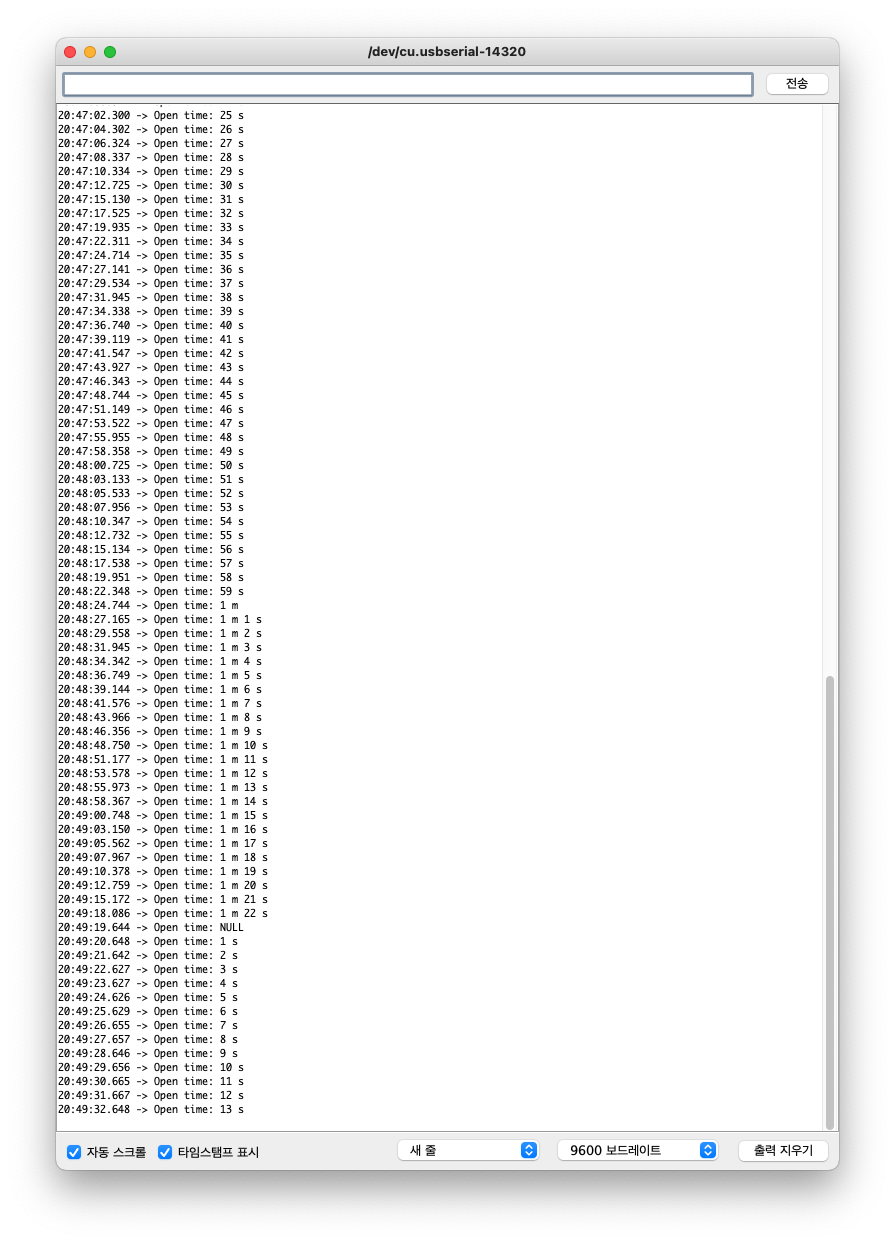 /dev/cu.usbserial-14320
전송
20:47:02.300 -> Open time: 25 s
20:47:04.302 -> Open time: 26 s
20:47:06.324 -> Open time: 27 s
20:47:08.337 -> Open time: 28 s
20:47:10.334 -> Open time: 29 s
20:47:12.725 -> Open time: 30 s
20:47:15.130 -> Open time: 31 s
20:47:17.525 -> Open time: 32 s
20:47:19.935 -> Open time: 33 s
20:47:22.311 -> Open time: 34 s
20:47:24.714 -> Open time: 35 s
20:47:27.141 -> Open time: 36 s
20:47:29.534 -> Open time: 37 s
20:47:31.945 -> Open time: 38 s
20:47:34.338 -> Open time: 39 s
20:47:36.740 -> Open time: 40 s
20:47:39.119 -> Open time: 41 s
20:47:41.547 -> Open time: 42 s
20:47:43.927 -> Open time: 43 s
20:47:46.343 -> Open time: 44 s
20:47:48.744 -> Open time: 45 s
20:47:51.149 -> Open time: 46 s
20:47:53.522 -> Open time: 47 s
20:47:55.955 -> Open time: 48 s
20:47:58.358 -> Open time: 49 s
20:48:00.725 -> Open time: 50 s
20:48:03.133 -> Open time: 51 s
20:48:05.533 -> Open time: 52 s
20:48:07.956 -> Open time: 53 s
20:48:10.347 -> Open time: 54 s
20:48:12.732 -> Open time: 55 s
20:48:15.134 -> Open time: 56 s
20:48:17.538 -> Open time: 57 s
20:48:19.951 -> Open time: 58 s
20:48:22.348 -> Open time: 59 s
20:48:24.744 -> Open time: 1 m
20:48:27.165 -> Open time: 1 m 1 s
20:48:29.558 -> Open time: 1 m 2 s
20:48:31.945 -> Open time: 1 m 3 s
20:48:34.342 -> Open time: 1 m 4 s
20:48:36.749 -> Open time: 1 m 5 s
20:48:39.144 -> Open time: 1 m 6 s
20:48:41.576 -> Open time: 1 m 7 s
20:48:43.966 -> Open time: 1 m 8 s
20:48:46.356 -> Open time: 1 m 9 s
20:48:48.750 -> Open time: 1 m 10 s
20:48:51.177 -> Open time: 1 m 11 s
20:48:53.578 -> Open time: 1 m 12 s
20:48:55.973 -> Open time: 1 m 13 s
20:48:58.367 -> Open time: 1 m 14 s
20:49:00.748 -> Open time: 1 m 15 s
20:49:03.150 -> Open time: 1 m 16 s
20:49:05.562 -> Open time: 1 m 17 s
20:49:07.967 -> Open time: 1 m 18 s
20:49:10.378 -> Open time: 1 m 19 s
20:49:12.759 -> Open time: 1 m 20 s
20:49:15.172 -> Open time: 1 m 21 s
20:49:18.086 -> Open time: 1 m 22 s
20:49:19.644 -> Open time: NULL
20:49:20.648 -> Open time: 1 s
20:49:21.642 -> Open time: 2 s
20:49:22.627 -> Open time: 3 s
20:49:23.627 -> Open time: 4 s
20:49:24.626 -> Open time: 5 s
20:49:25.629 -> Open time: 6 s
20:49:26.655 -> Open time: 7 s
20:49:27.657 -> Open time: 8 s
20:49:28.646 -> Open time: 9 s
20:49:29.656 -> Open time: 10 s
20:49:30.665 -> Open time: 11 s
20:49:31.667 -> Open time: 12 s
20:49:32.648 -> Open time: 13 s
자동 스크롤 타임스탬프 표시 새 줄 9600 보드레이트 출력 지우기